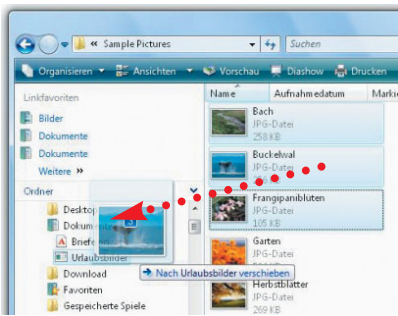 « Sample Pictures
Suchen
Organisieren Ansichten Vorschau Diashow Drucken
Linkfavoriten
Bilder
Dokumente
Dokumente
Weitere »
Ordner
Desktop
Download
Favoriten
Gespeicherte Spiele
Urlaubsbilder
3
Nach Urlaubsbilder verschieben
Name Aufnahmedatum
Bach
JPG-Datei
258 KB
Buckelwal
JPG-Datei
Frangipaniblüten
JPG-Datei
105 KB
Garten
JPG-Datei
Herbstblätter
JPG-Datei
269 KB